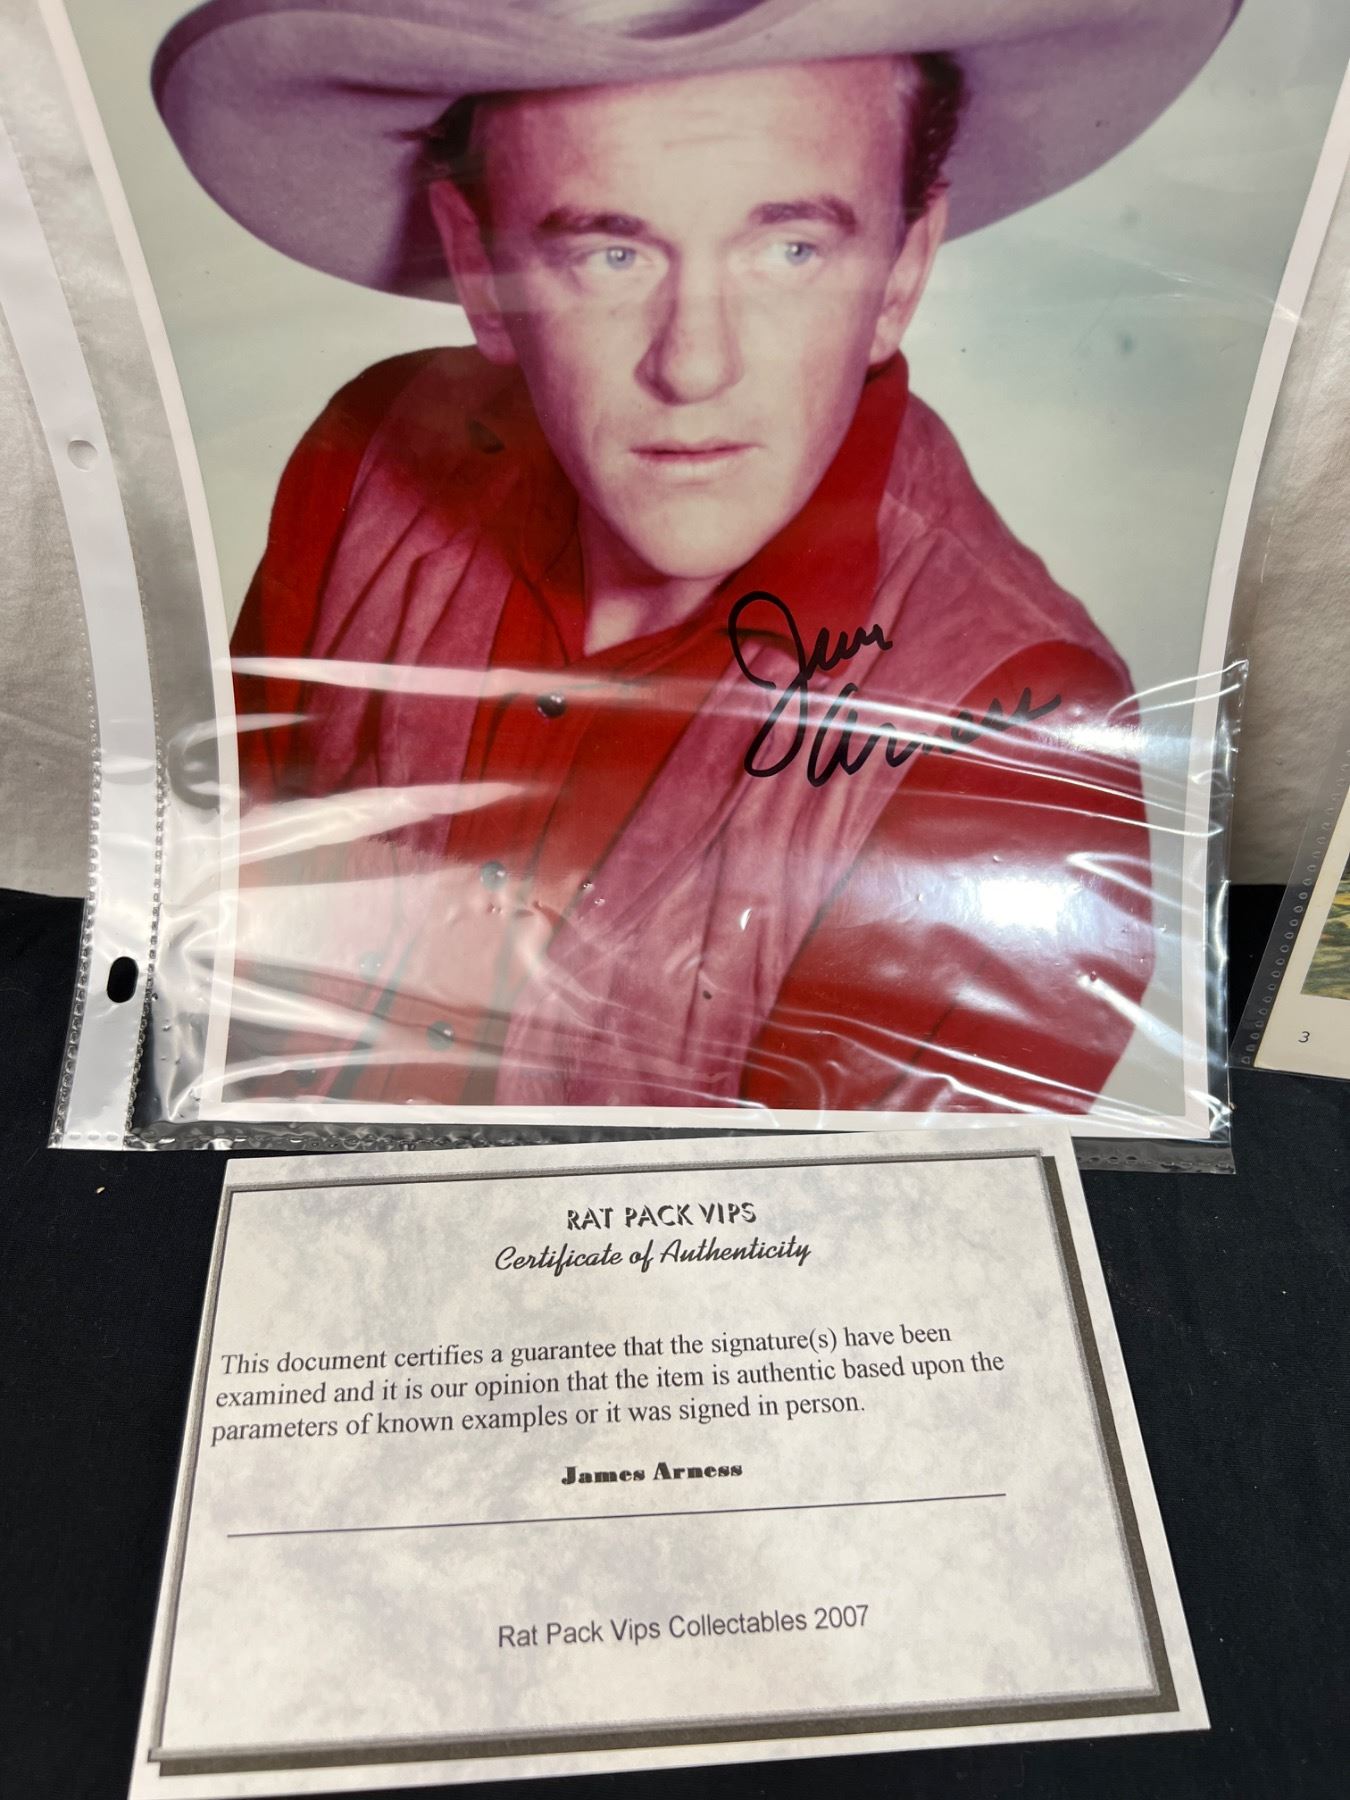 Jim
Arness
3
RAT PACK VIPS
Certificate of Authenticity
This document certifies a guarantee that the signature(s) have been
examined and it is our opinion that the item is authentic based upon the
parameters of known examples or it was signed in person.
James Arness
Rat Pack Vips Collectables 2007